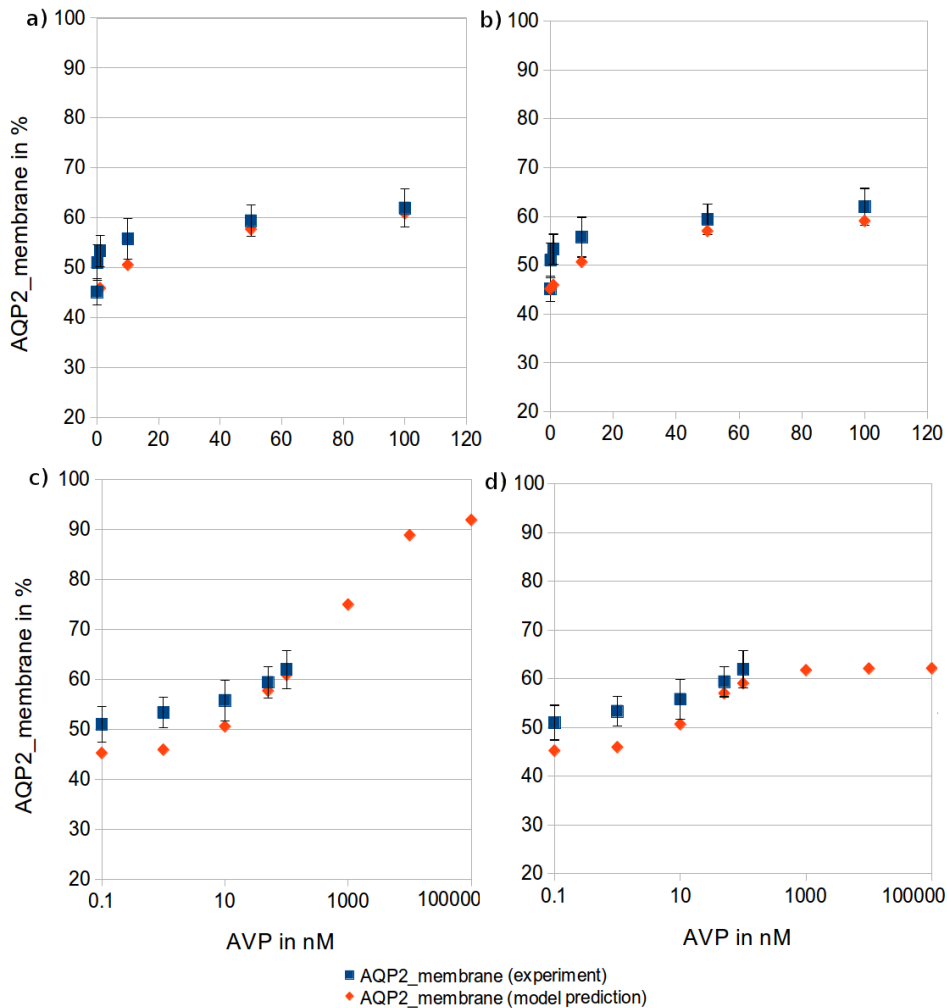 a)
100
90
80
70
60
50
40
30
20
0 20 40 60 80 100 120
AQP2_membrane in %
b)
100
90
80
70
60
50
40
30
20
0 20 40 60 80 100 120
c)
100
90
80
70
60
50
40
30
20
0.1 10 1000 100000
AQP2_membrane in %
AVP in nM
d)
100
90
80
70
60
50
40
30
20
0.1 10 1000 100000
AVP in nM
AQP2_membrane (experiment)
AQP2_membrane (model prediction)